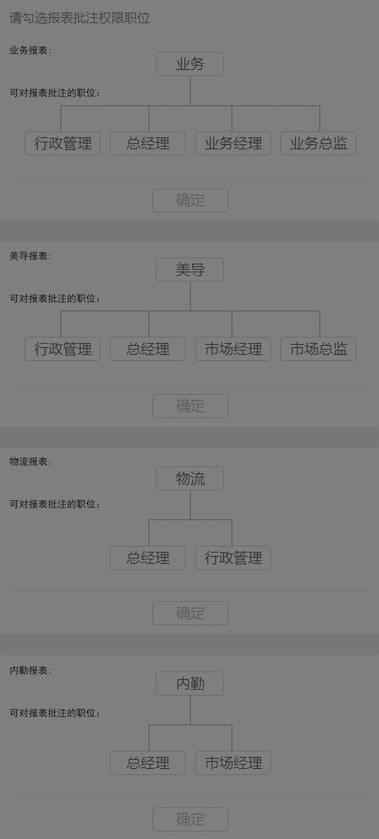 请勾选报表批注权限职位
业务报表：
业务
可对报表批注的职位：
行政管理 总经理 业务经理 业务总监
确定
美导报表：
美导
可对报表批注的职位：
行政管理 总经理 市场经理 市场总监
确定
物流报表：
物流
可对报表批注的职位：
总经理 行政管理
确定
内勤报表：
内勤
可对报表批注的职位：
总经理 市场经理
确定